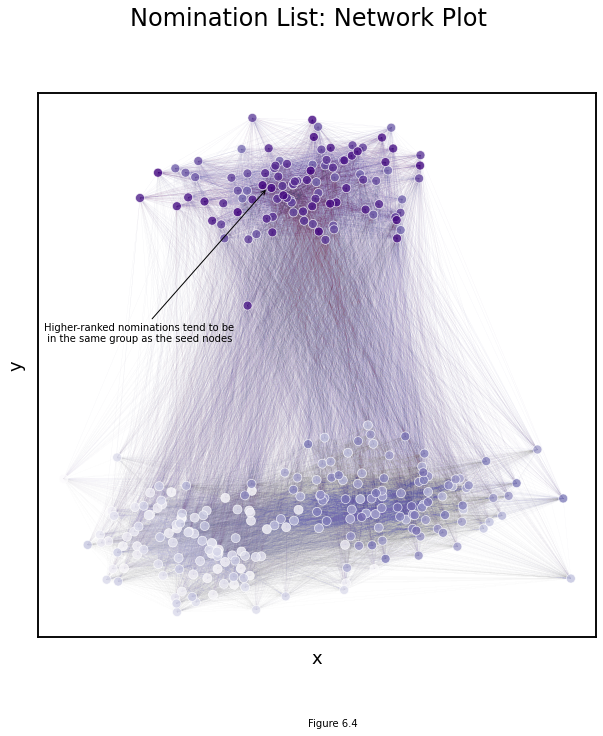 Nomination List: Network Plot
Higher-ranked nominations tend to be
in the same group as the seed nodes
y
x
Figure 6.4